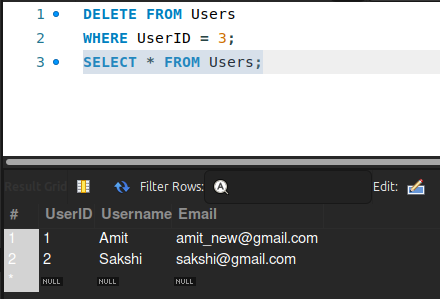 1 DELETE FROM Users
2 WHERE UserID = 3;
3 SELECT * FROM Users;
Result Grid Filter Rows: A Edit:
# UserID Username Email
1 1 Amit amit_new@gmail.com
2 2 Sakshi sakshi@gmail.com
* NULL NULL NULL